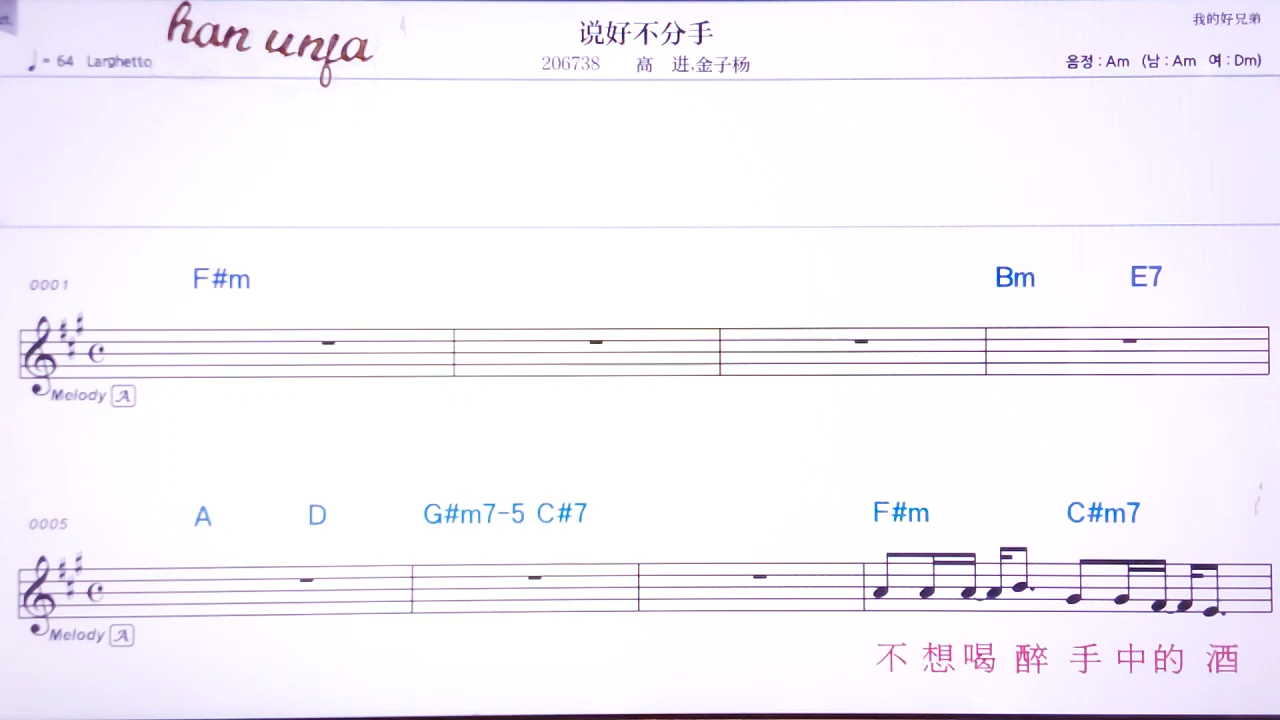 han unfa
说好不分手
我的好兄弟
♩= 64 Larghetto
206738 高 进,金子杨
음정 : Am (남 : Am 여 : Dm)
0001 F#m Bm E7
Melody A
0005 A D G#m7-5 C#7 F#m C#m7
Melody A
不 想 喝 醉 手 中 的 酒